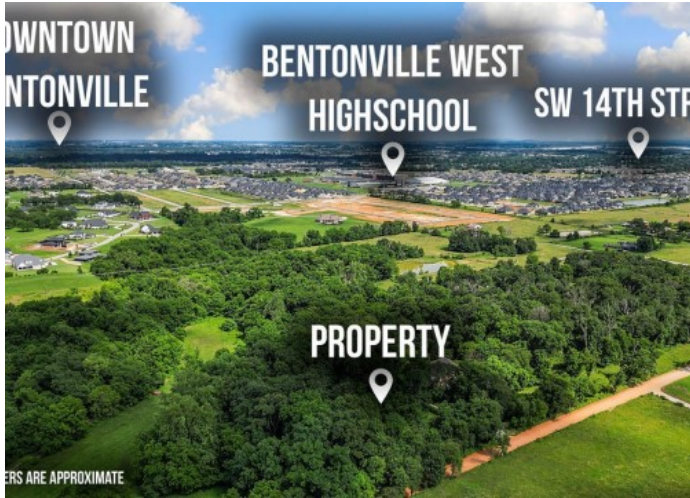 OWNTOWN
NTONVILLE
BENTONVILLE WEST
HIGHSCHOOL
SW 14TH STR
PROPERTY
ERS ARE APPROXIMATE